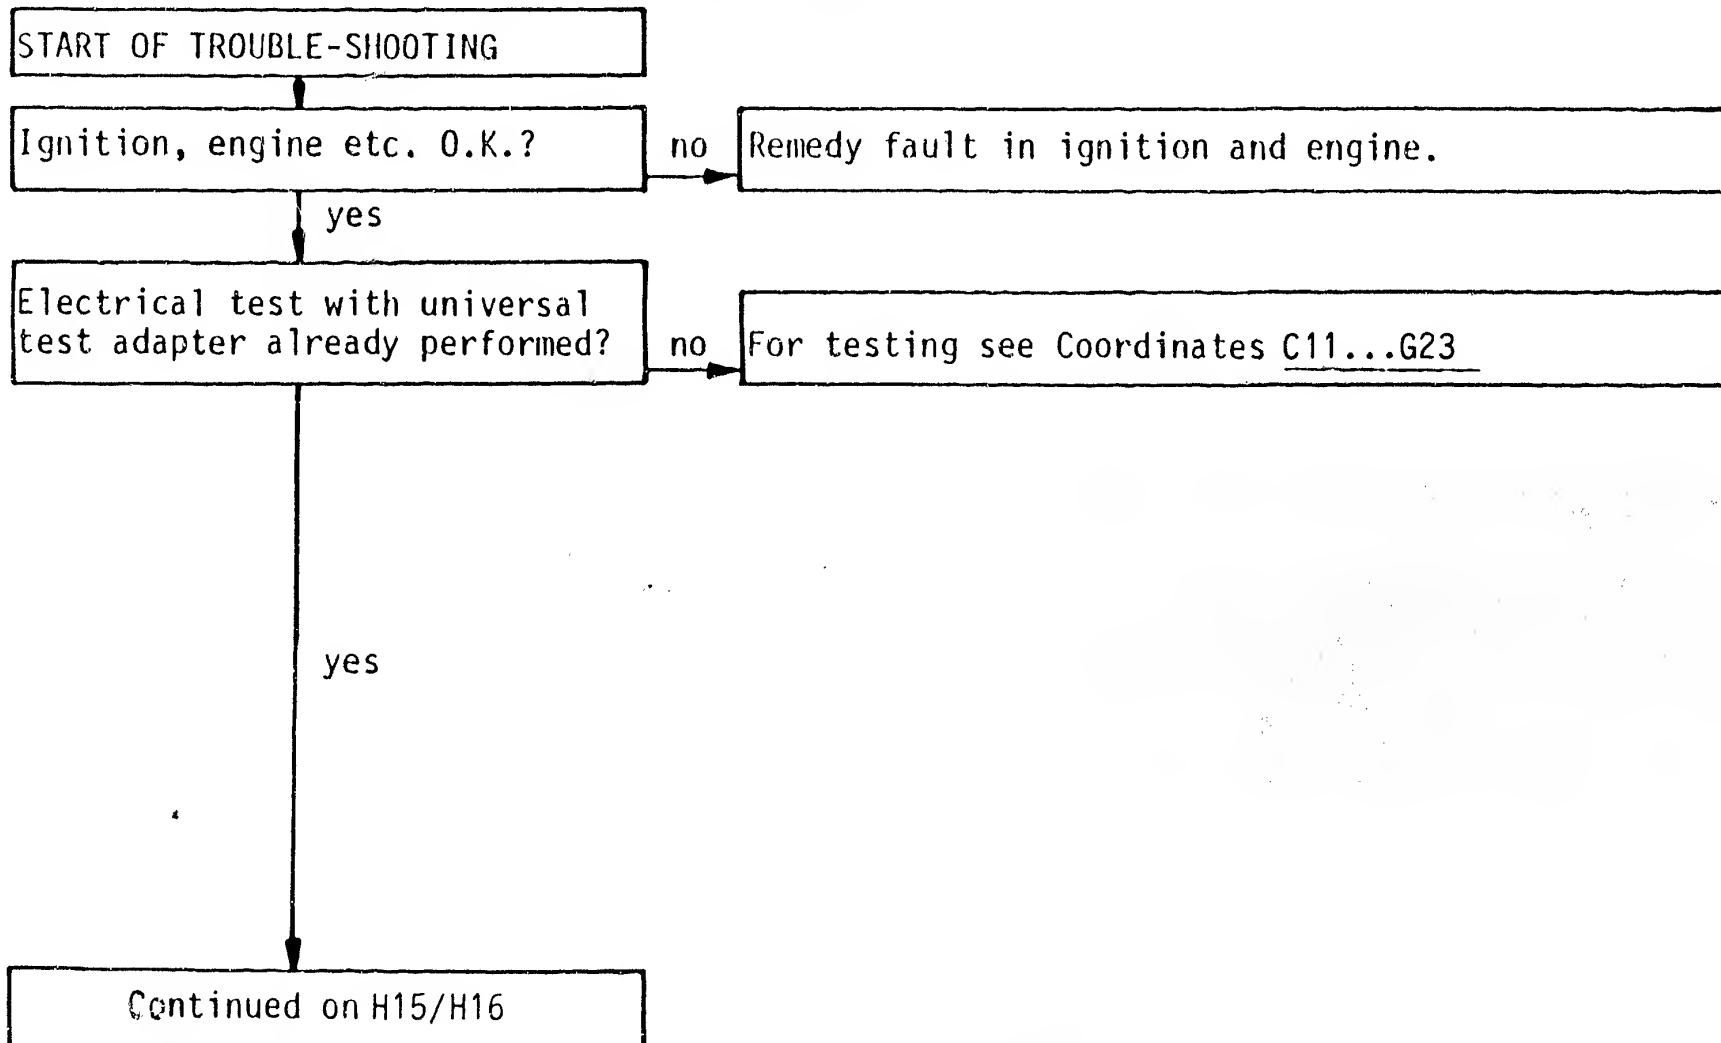 START OF TROUBLE-SHOOTING
Ignition, engine etc. O.K.?
no
Remedy fault in ignition and engine.
yes
Electrical test with universal
test adapter already performed?
no
For testing see Coordinates C11...G23
yes
Continued on H15/H16